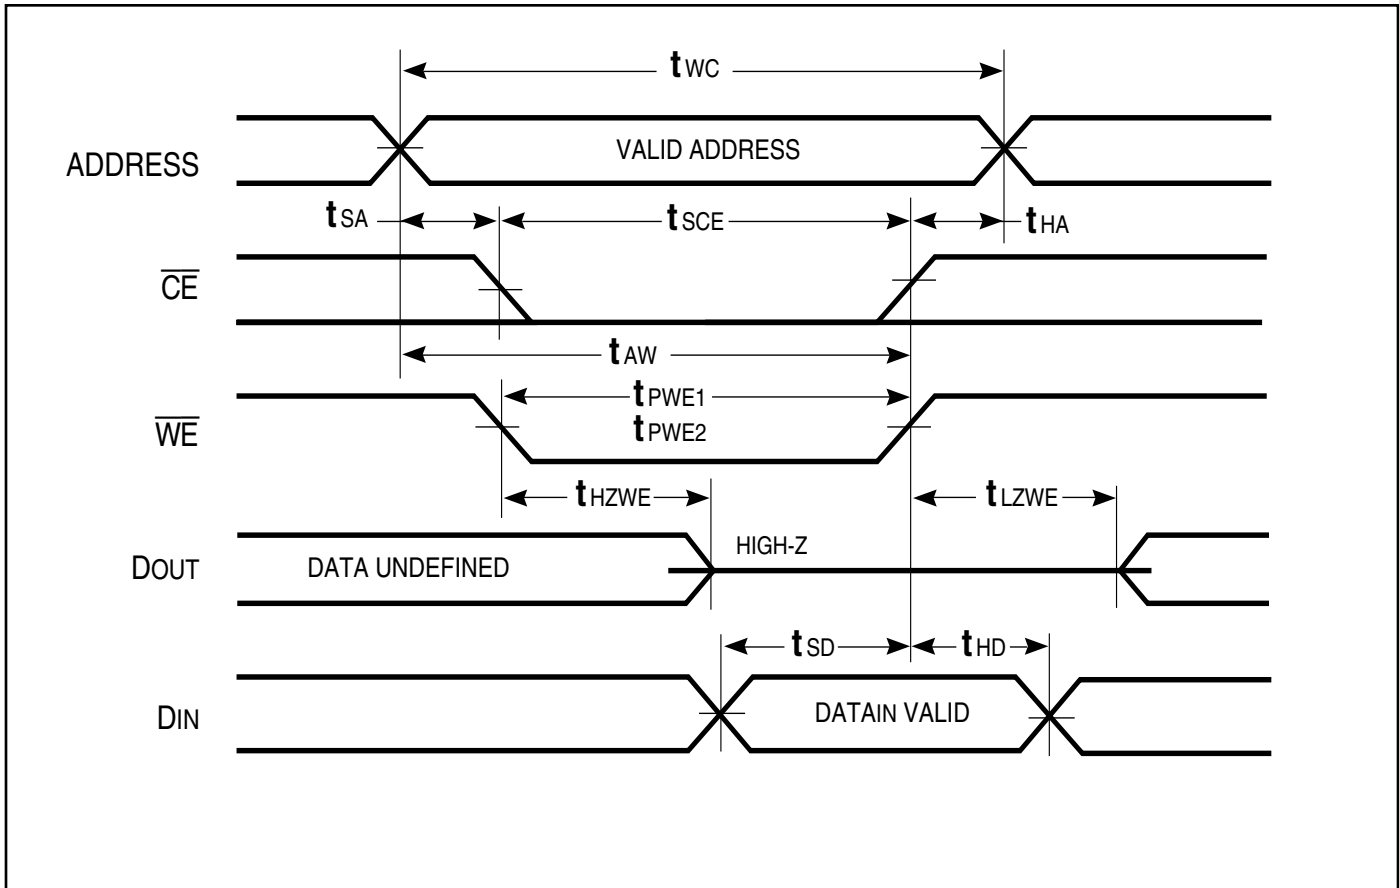 tWC
ADDRESS
VALID ADDRESS
tSA
tSCE
tHA
CE
tAW
tPWE1
WE
tPWE2
tHZWE
tLZWE
DOUT
DATA UNDEFINED
HIGH-Z
tSD
tHD
DIN
DATAIN VALID